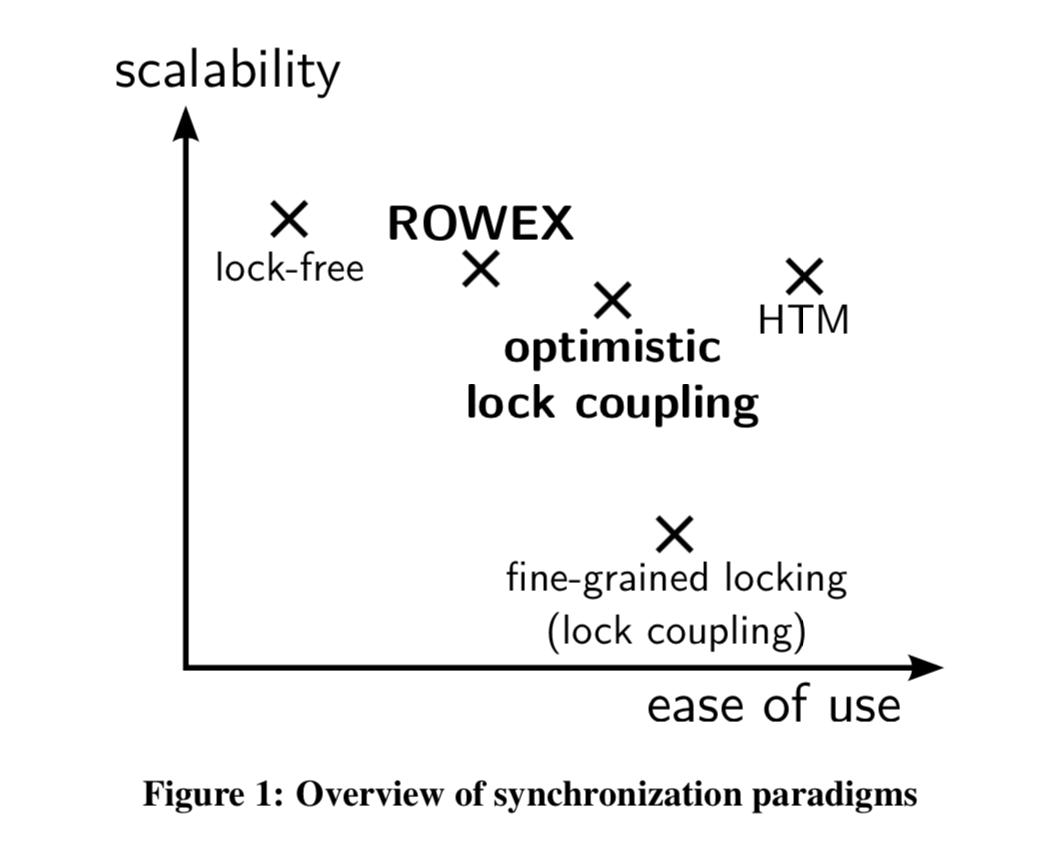 scalability
ROWEX
lock-free
HTM
optimistic
lock coupling
fine-grained locking
(lock coupling)
ease of use
Figure 1: Overview of synchronization paradigms